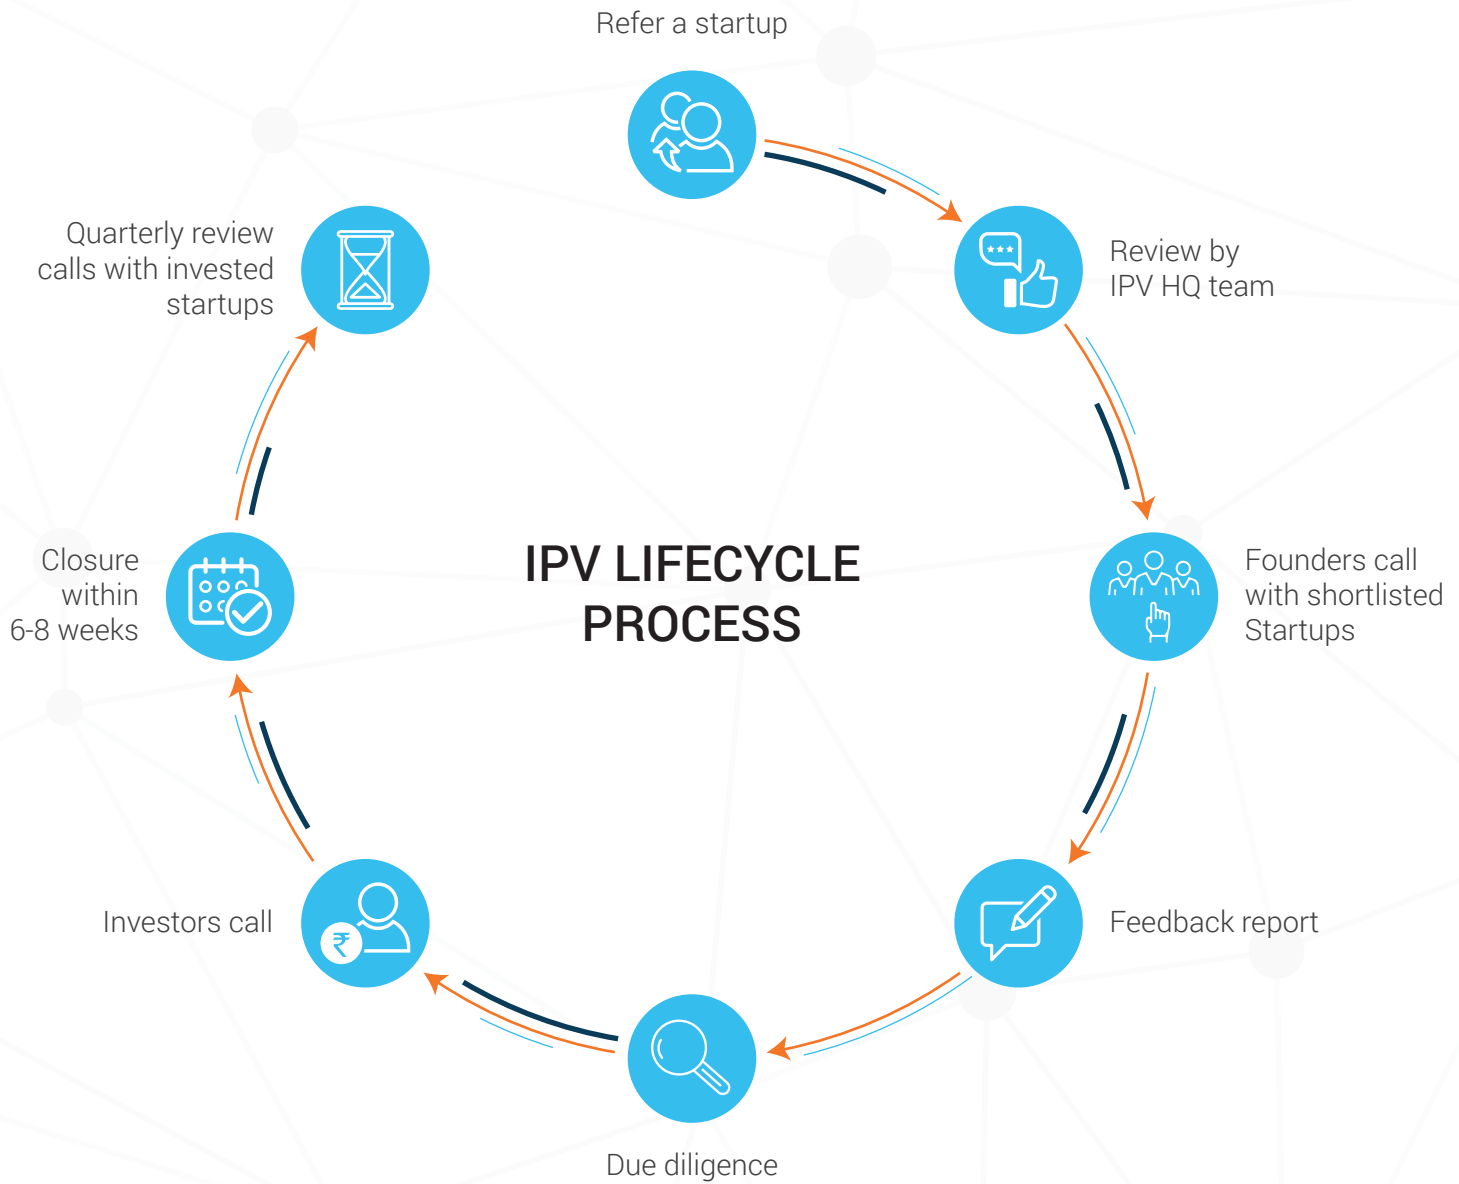 Refer a startup
Review by
IPV HQ team
Founders call
with shortlisted
Startups
Feedback report
Due diligence
Investors call
₹
Closure
within
6-8 weeks
Quarterly review
calls with invested
startups
IPV LIFECYCLE
PROCESS